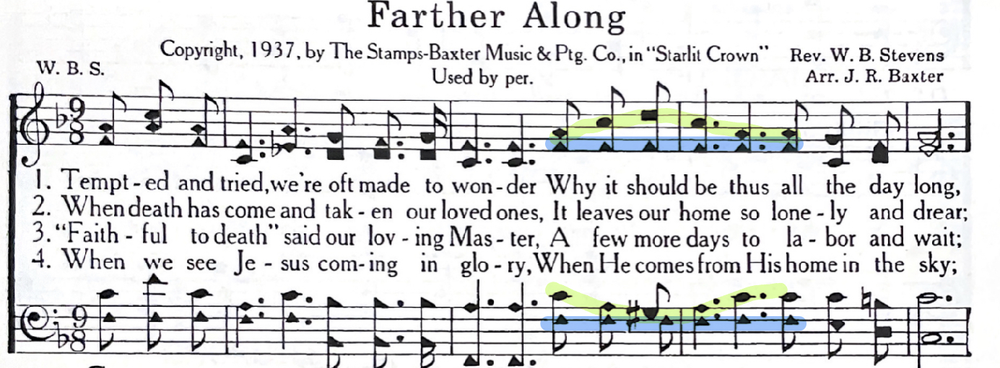 Farther Along
Copyright, 1937, by The Stamps-Baxter Music & Ptg. Co., in "Starlit Crown" Rev. W. B. Stevens
W. B. S. Used by per. Arr. J. R. Baxter
9
8
1. Tempt - ed and tried, we're oft made to won - der Why it should be thus all the day long,
2. When death has come and tak - en our loved ones, It leaves our home so lone - ly and drear;
3. "Faith - ful to death" said our lov - ing Mas - ter, A few more days to la - bor and wait;
4. When we see Je - sus com - ing in glo - ry, When He comes from His home in the sky;
9
8